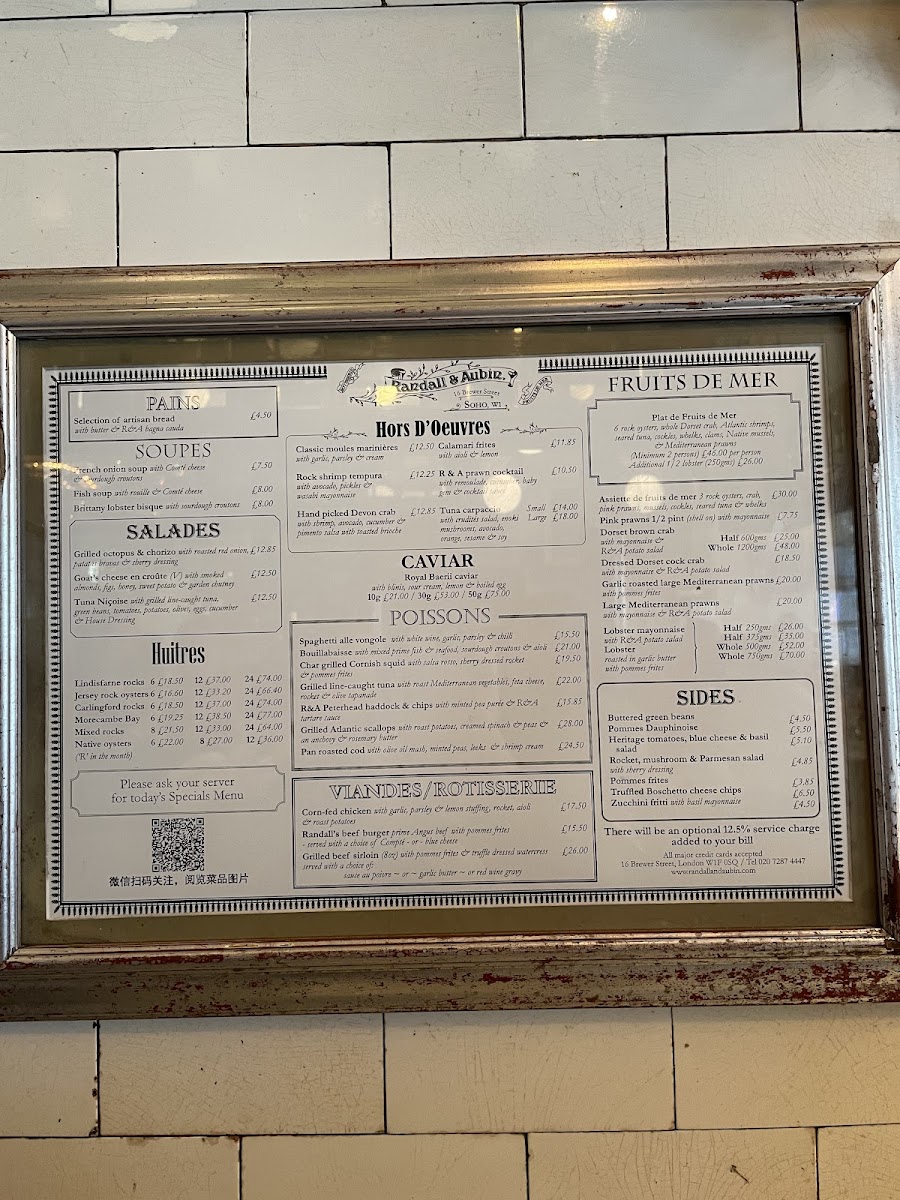 Randall & Aubin
16 Brewer Street
SOHO, W1
PAINS
Selection of artisan bread £4.50
with butter & R&A bagna cauda
SOUPES
French onion soup with Comté cheese £7.50
& sourdough croutons
Fish soup with rouille & Comté cheese £8.00
Brittany lobster bisque with sourdough croutons £8.00
SALADES
Grilled octopus & chorizo with roasted red onion, £12.85
patatas bravas & sherry dressing
Goat's cheese en croûte (V) with smoked £12.50
almonds, figs, honey, sweet potato & garden chutney
Tuna Niçoise with grilled line-caught tuna, £12.50
green beans, tomatoes, potatoes, olives, eggs, cucumber
& House Dressing
Huitres
Lindisfarne rocks 6 £18.50 12 £37.00 24 £74.00
Jersey rock oysters 6 £16.60 12 £33.20 24 £66.40
Carlingford rocks 6 £18.50 12 £37.00 24 £74.00
Morecambe Bay 6 £19.25 12 £38.50 24 £77.00
Mixed rocks 8 £21.50 12 £33.00 24 £64.00
Native oysters 6 £22.00 8 £27.00 12 £36.00
('R' in the month)
Please ask your server
for today's Specials Menu
微信扫码关注，阅览菜品图片
Hors D'Oeuvres
Classic moules marinières £12.50
with garlic, parsley & cream
Rock shrimp tempura £12.25
with avocado, pickles &
wasabi mayonnaise
Hand picked Devon crab £12.85
with shrimp, avocado, cucumber &
pimento salsa with toasted brioche
Calamari frites £11.85
with aioli & lemon
R & A prawn cocktail £10.50
with remoulade, cucumber, baby
gem & cocktail sauce
Tuna carpaccio Small £14.00
with crudités salad, enoki Large £18.00
mushrooms, avocado,
orange, sesame & soy
CAVIAR
Royal Baerii caviar
with blinis, sour cream, lemon & boiled egg
10g £21.00 / 30g £53.00 / 50g £75.00
POISSONS
Spaghetti alle vongole with white wine, garlic, parsley & chilli £15.50
Bouillabaisse with mixed prime fish & seafood, sourdough croutons & aioli £21.00
Char grilled Cornish squid with salsa rosso, sherry dressed rocket £19.50
& pommes frites
Grilled line-caught tuna with roast Mediterranean vegetables, feta cheese, £22.00
rocket & olive tapenade
R&A Peterhead haddock & chips with minted pea purée & R&A £15.85
tartare sauce
Grilled Atlantic scallops with roast potatoes, creamed spinach & peas & £28.00
an anchovy & rosemary butter
Pan roasted cod with olive oil mash, minted peas, leeks & shrimp cream £24.50
VIANDES/ROTISSERIE
Corn-fed chicken with garlic, parsley & lemon stuffing, rocket, aioli £17.50
& roast potatoes
Randall's beef burger prime Angus beef with pommes frites £15.50
- served with a choice of Compté - or - blue cheese
Grilled beef sirloin (8oz) with pommes frites & truffle dressed watercress £26.00
served with a choice of:
sauce au poivre ~ or ~ garlic butter ~ or red wine gravy
FRUITS DE MER
Plat de Fruits de Mer
6 rock oysters, whole Dorset crab, Atlantic shrimps,
seared tuna, cockles, whelks, clams, Native mussels,
& Mediterranean prawns
(Minimum 2 persons) £46.00 per person
Additional 1/2 lobster (250gm) £26.00
Assiette de fruits de mer 3 rock oysters, crab, £30.00
pink prawns, mussels, cockles, seared tuna & whelks
Pink prawns 1/2 pint (shell on) with mayonnaise £7.75
Dorset brown crab
with mayonnaise & Half 600gms £25.00
R&A potato salad Whole 1200gms £48.00
Dressed Dorset cock crab £18.50
with mayonnaise & R&A potato salad
Garlic roasted large Mediterranean prawns £20.00
with pommes frites
Large Mediterranean prawns £20.00
with mayonnaise & R&A potato salad
Lobster mayonnaise Half 250gms £26.00
with R&A potato salad Half 375gms £35.00
Lobster Whole 500gms £52.00
roasted in garlic butter Whole 750gms £70.00
with pommes frites
SIDES
Buttered green beans £4.50
Pommes Dauphinoise £5.50
Heritage tomatoes, blue cheese & basil £5.10
salad
Rocket, mushroom & Parmesan salad £4.85
with sherry dressing
Pommes frites £3.85
Truffled Boschetto cheese chips £6.50
Zucchini fritti with basil mayonnaise £4.50
There will be an optional 12.5% service charge
added to your bill
All major credit cards accepted
16 Brewer Street, London W1F 0SQ / Tel 020 7287 4447
www.randallandaubin.com